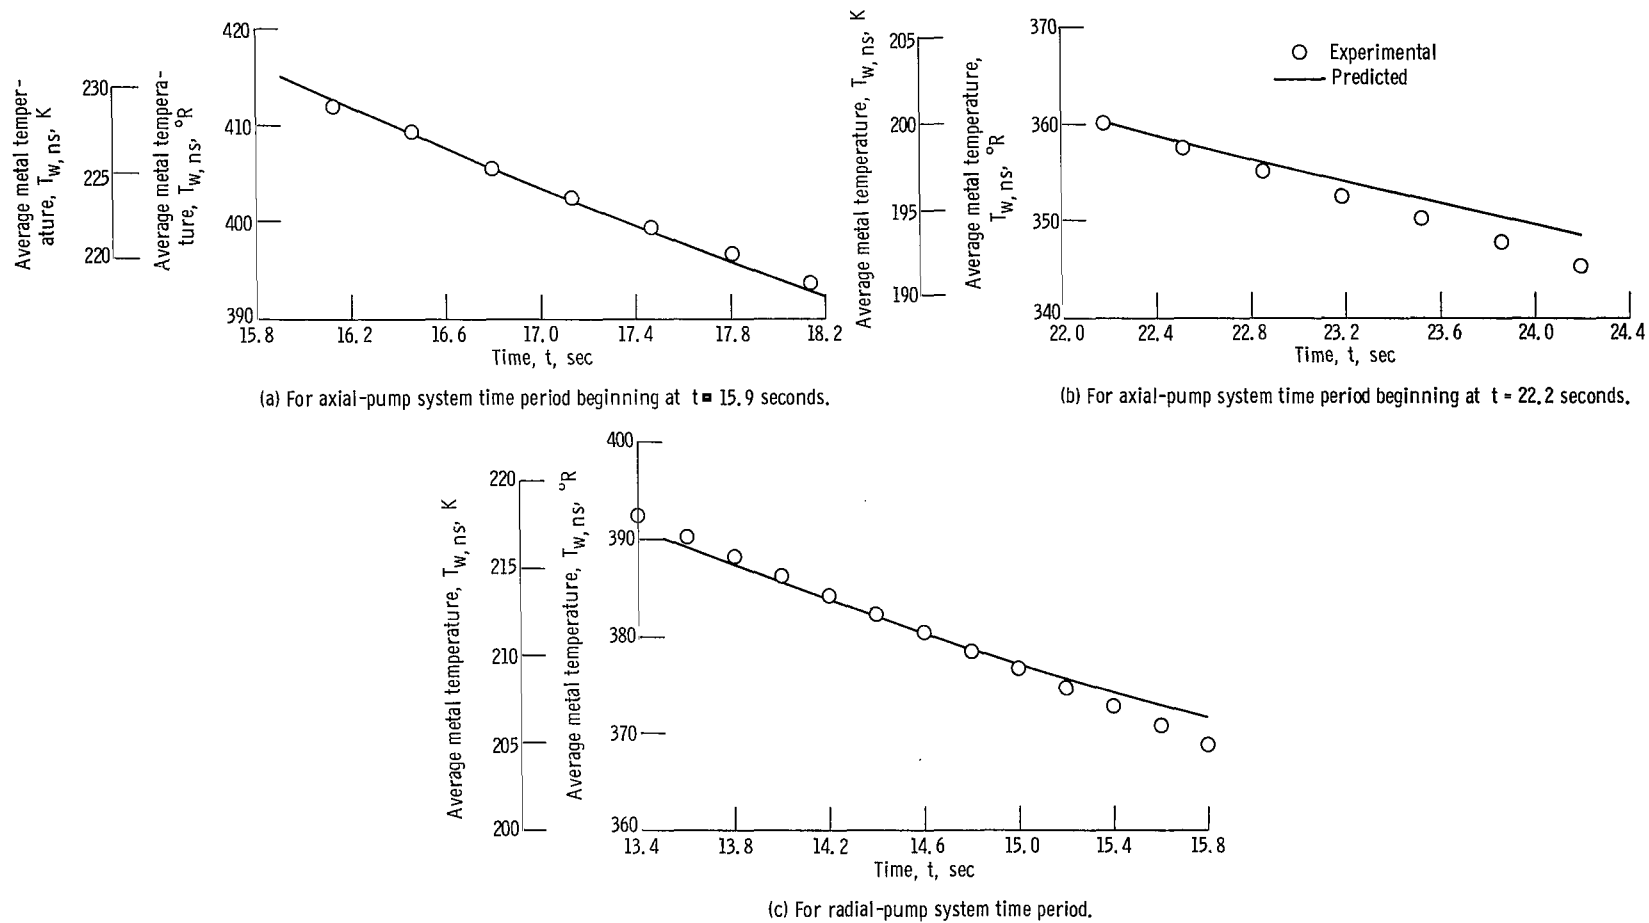 Average metal temper-
ature, T_w, ns, K
230
225
220
Average metal tempera-
ture, T_w, ns, °R
420
410
400
390
15.8 16.2 16.6 17.0 17.4 17.8 18.2
Time, t, sec
(a) For axial-pump system time period beginning at t = 15.9 seconds.
Average metal temperature, T_w, ns, K
205
200
195
190
Average metal temperature,
T_w, ns, °R
370
360
350
340
Experimental
Predicted
22.0 22.4 22.8 23.2 23.6 24.0 24.4
Time, t, sec
(b) For axial-pump system time period beginning at t = 22.2 seconds.
Average metal temperature, T_w, ns, K
220
215
210
205
200
Average metal temperature, T_w, ns, °R
400
390
380
370
360
13.4 13.8 14.2 14.6 15.0 15.4 15.8
Time, t, sec
(c) For radial-pump system time period.